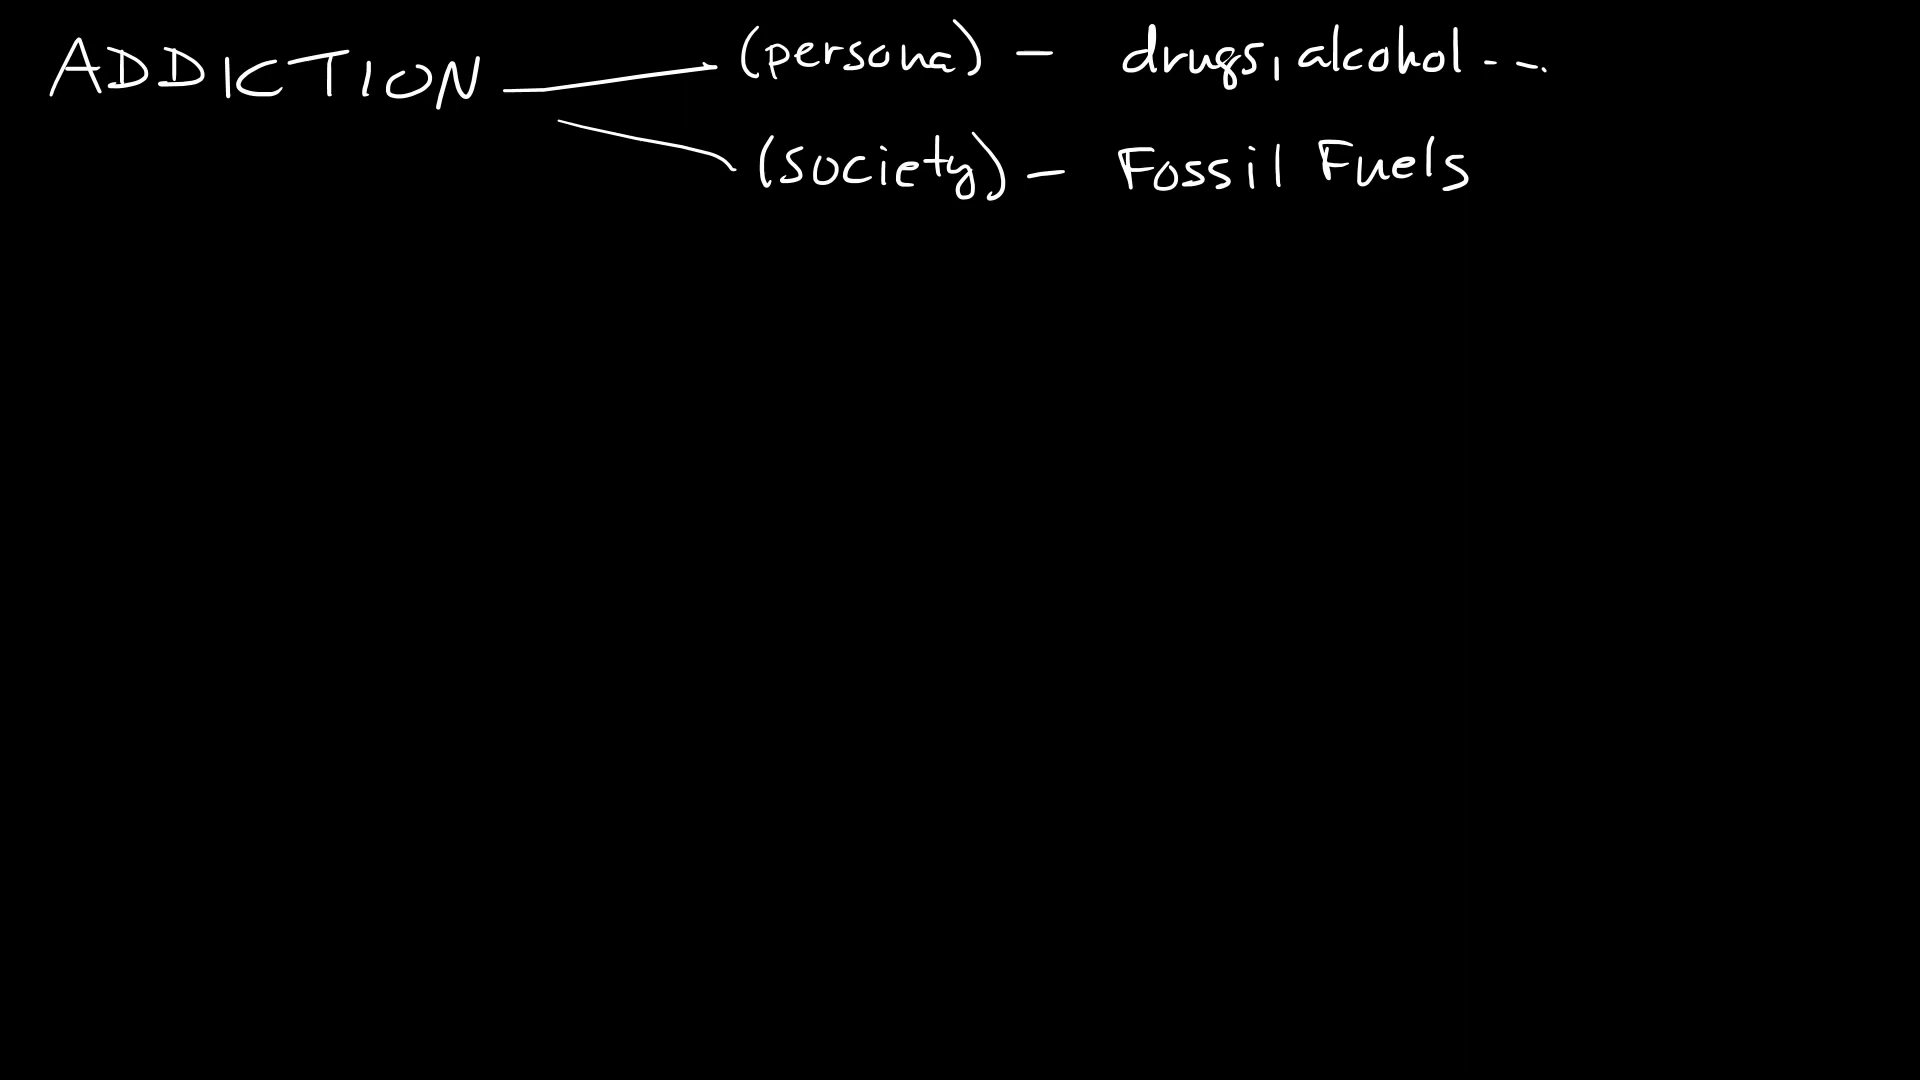 ADDICTION (persona) - drugs, alcohol ...
(society) - Fossil Fuels